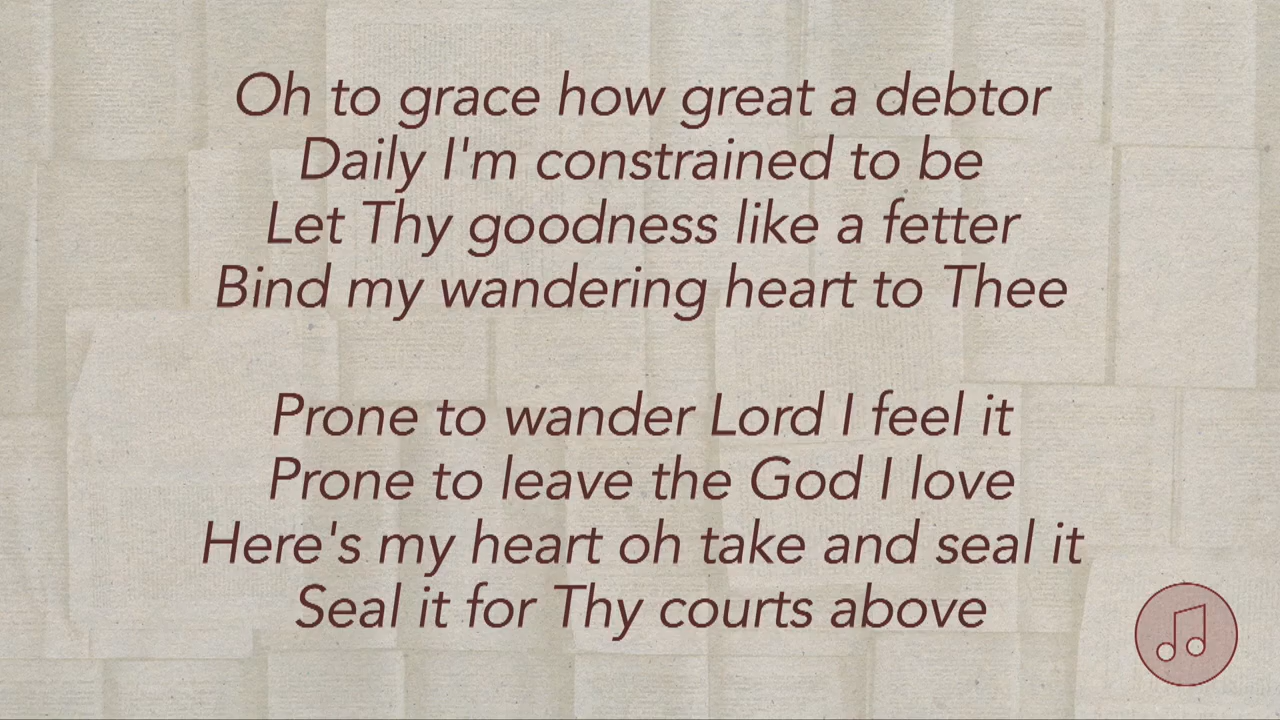 Oh to grace how great a debtor
Daily I'm constrained to be
Let Thy goodness like a fetter
Bind my wandering heart to Thee
Prone to wander Lord I feel it
Prone to leave the God I love
Here's my heart oh take and seal it
Seal it for Thy courts above